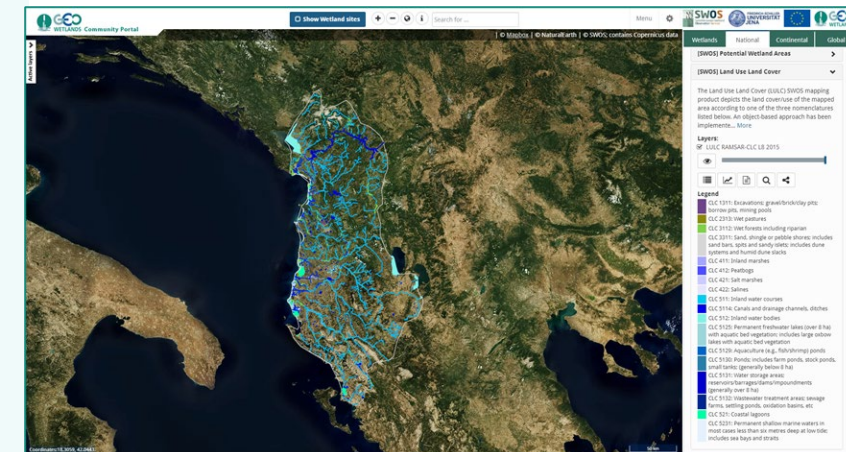 GEO
WETLANDS Community Portal
Show Wetland sites
Search for ...
Menu
SWOS
FRIEDRICH-SCHILLER-
UNIVERSITÄT
JENA
GEO
WETLANDS
© Mapbox | © NaturalEarth | © SWOS; contains Copernicus data
Active layers
Wetlands National Continental Global
[SWOS] Potential Wetland Areas
[SWOS] Land Use Land Cover
The Land Use Land Cover (LULC) SWOS mapping
product depicts the land cover/use of the mapped
area according to one of the three nomenclatures
listed below. An object-based approach has been
implemente... More
Layers:
LULC RAMSAR-CLC L8 2015
Legend
CLC 1311: Excavations; gravel/brick/clay pits;
borrow pits, mining pools
CLC 2313: Wet pastures
CLC 3112: Wet forests including riparian
CLC 3311: Sand, shingle or pebble shores; includes
sand bars, spits and sandy islets; includes dune
systems and humid dune slacks
CLC 411: Inland marshes
CLC 412: Peatbogs
CLC 421: Salt marshes
CLC 422: Salines
CLC 511: Inland water courses
CLC 5114: Canals and drainage channels, ditches
CLC 512: Inland water bodies
CLC 5125: Permanent freshwater lakes (over 8 ha)
with aquatic bed vegetation; includes large oxbow
lakes with aquatic bed vegetation
CLC 5129: Aquaculture (e.g., fish/shrimp) ponds
CLC 5130: Ponds; includes farm ponds, stock ponds,
small tanks; (generally below 8 ha)
CLC 5131: Water storage areas;
reservoirs/barrages/dams/impoundments
(generally over 8 ha)
CLC 5132: Wastewater treatment areas; sewage
farms, settling ponds, oxidation basins, etc
CLC 521: Coastal lagoons
CLC 5231: Permanent shallow marine waters in
most cases less than six metres deep at low tide;
includes sea bays and straits
50 km